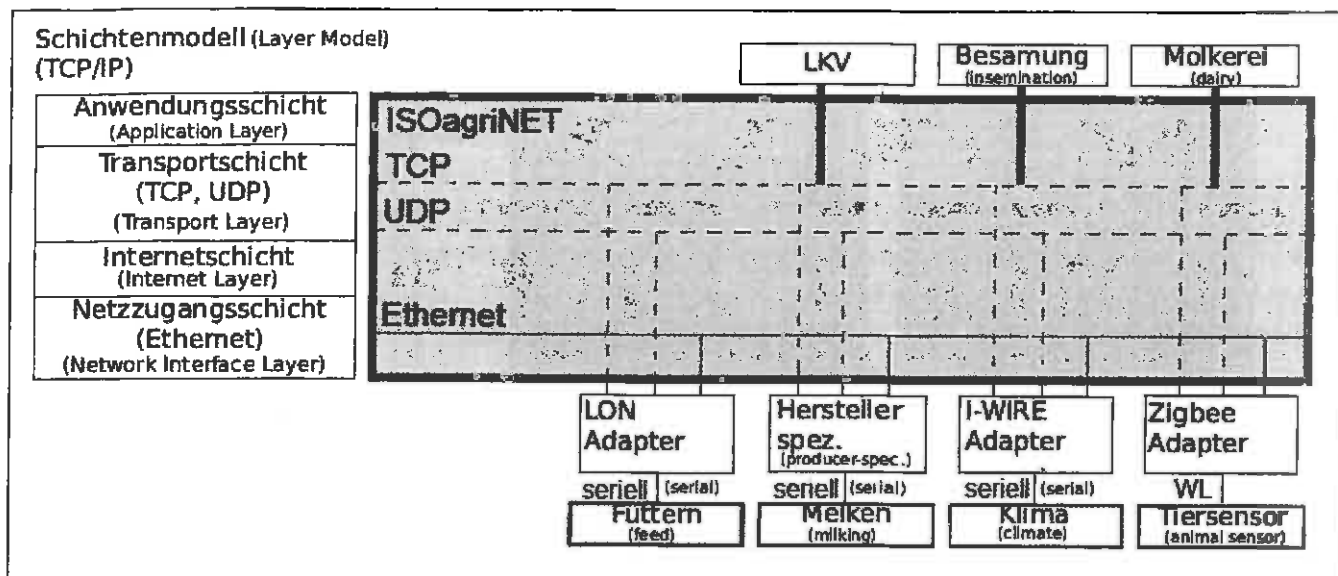 Schichtenmodell (Layer Model)
(TCP/IP)
LKV
Besamung
(insemination)
Molkerei
(dairy)
Anwendungsschicht
(Application Layer)
Transportschicht
(TCP, UDP)
(Transport Layer)
Internetschicht
(Internet Layer)
Netzzugangsschicht
(Ethernet)
(Network Interface Layer)
ISOagriNET
TCP
UDP
Ethernet
LON
Adapter
Hersteller
spez.
(producer-spec.)
I-WIRE
Adapter
Zigbee
Adapter
seriell (serial)
seriell (serial)
seriell (serial)
WL
Füttern
(feed)
Melken
(milking)
Klima
(climate)
Tiersensor
(animal sensor)